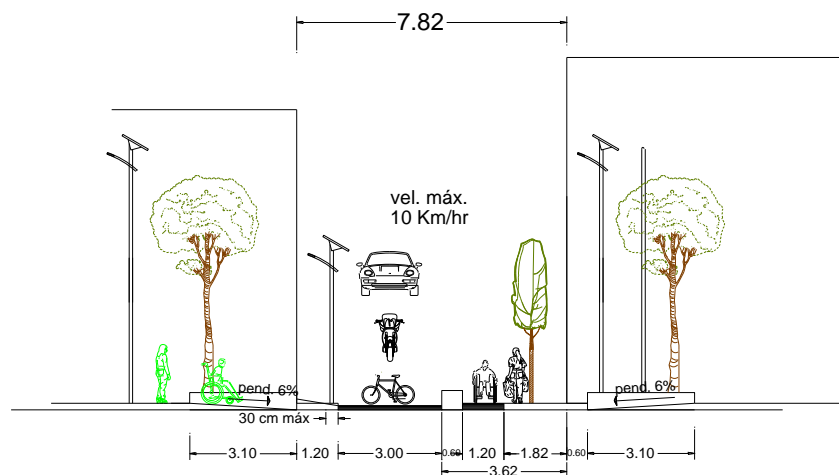 7.82
vel. máx.
10 Km/hr
pend. 6%
pend. 6%
30 cm máx
3.10
1.20
3.00
0.60
1.20
1.82
0.60
3.10
3.62